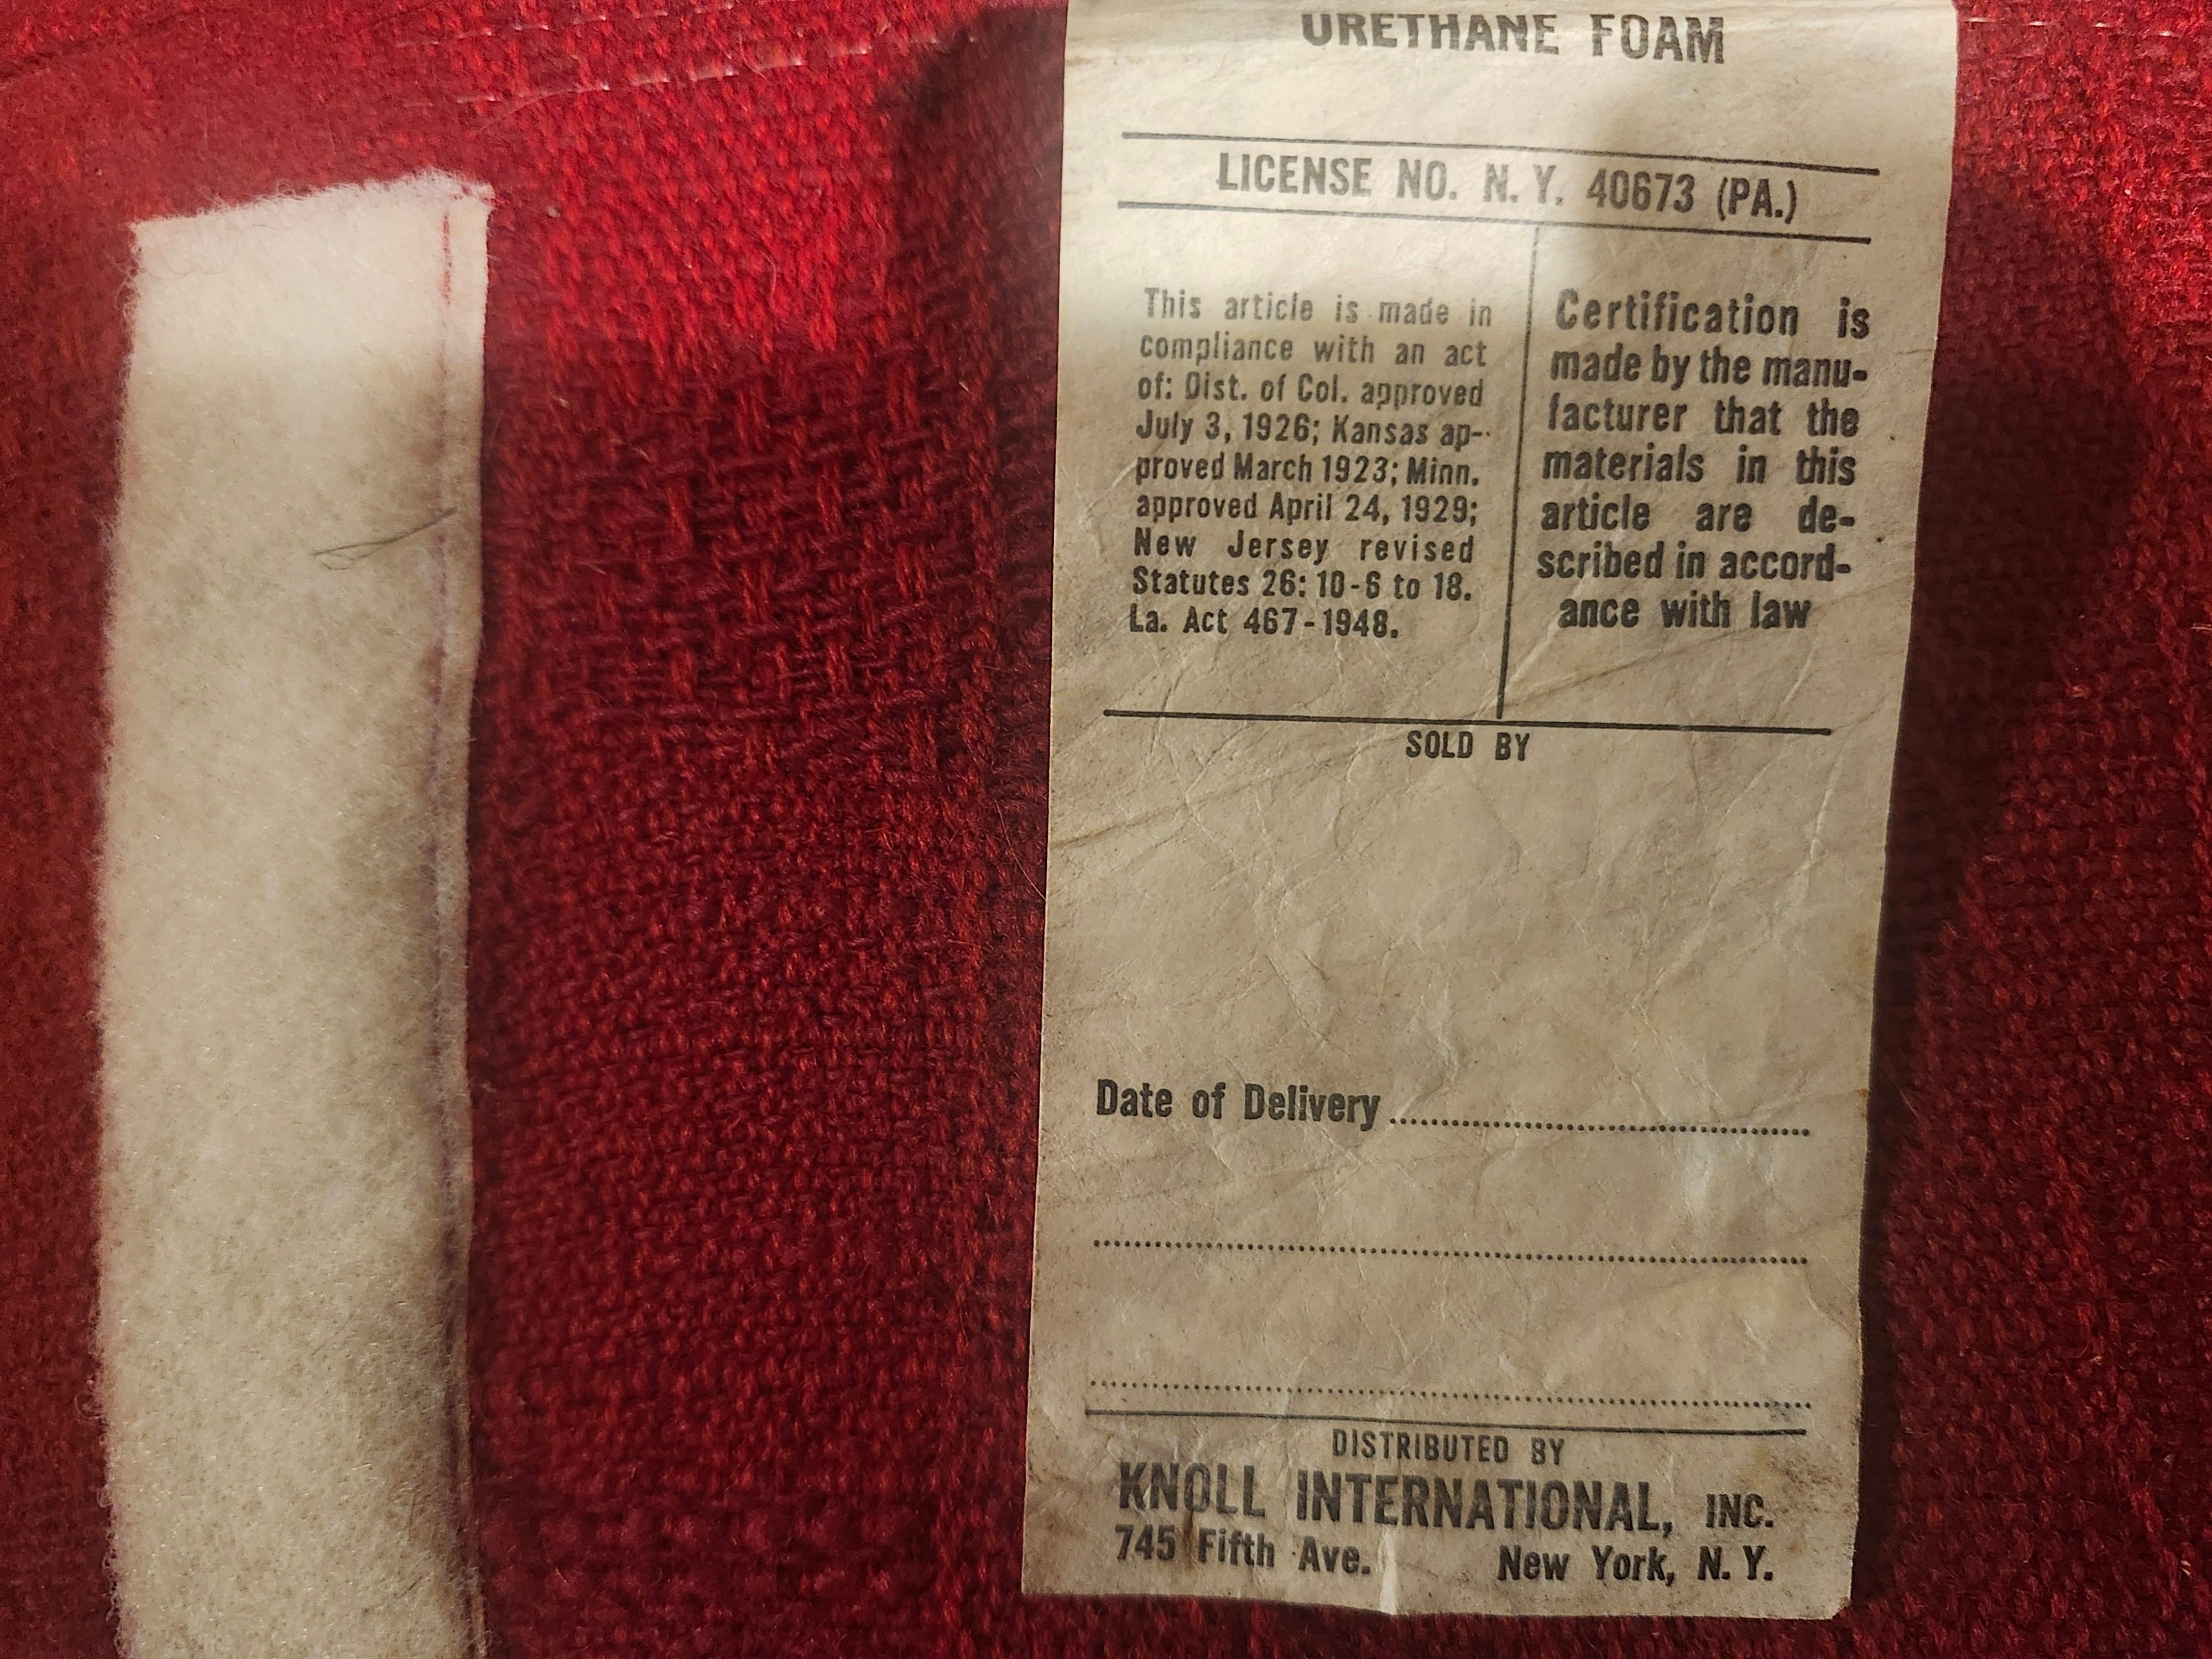 URETHANE FOAM
LICENSE NO. N. Y. 40673 (PA.)
This article is made in
compliance with an act
of: Dist. of Col. approved
July 3, 1926; Kansas ap-
proved March 1923; Minn.
approved April 24, 1929;
New Jersey revised
Statutes 26: 10-6 to 18.
La. Act 467-1948.
Certification is
made by the manu-
facturer that the
materials in this
article are de-
scribed in accord-
ance with law
SOLD BY
Date of Delivery
DISTRIBUTED BY
KNOLL INTERNATIONAL, INC.
745 Fifth Ave. New York, N. Y.